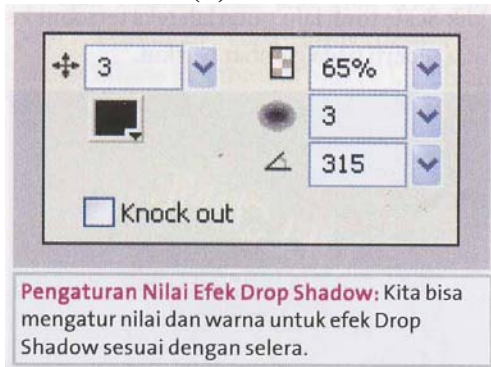 3
65%
3
315
Knock out
Pengaturan Nilai Efek Drop Shadow: Kita bisa
mengatur nilai dan warna untuk efek Drop
Shadow sesuai dengan selera.